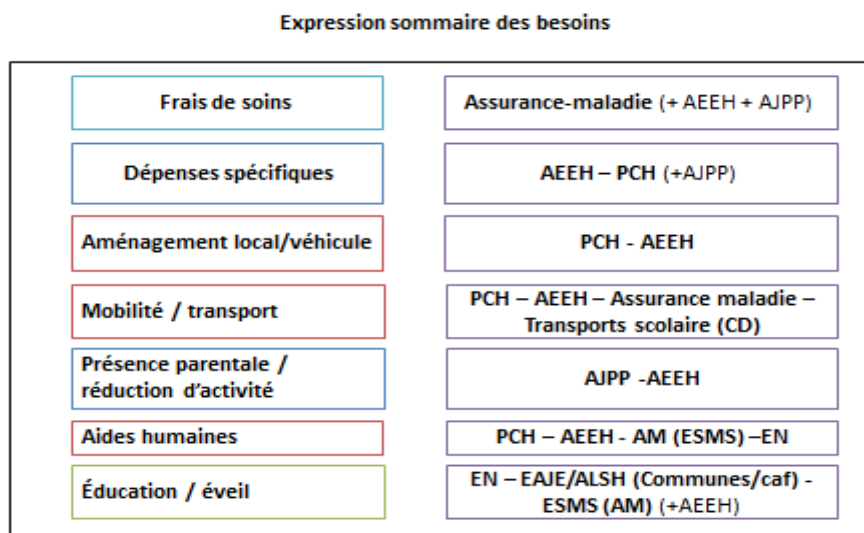 Expression sommaire des besoins
Frais de soins
Assurance-maladie (+ AEEH + AJPP)
Dépenses spécifiques
AEEH – PCH (+AJPP)
Aménagement local/véhicule
PCH - AEEH
Mobilité / transport
PCH – AEEH – Assurance maladie –
Transports scolaire (CD)
Présence parentale /
réduction d'activité
AJPP -AEEH
Aides humaines
PCH – AEEH - AM (ESMS) –EN
Éducation / éveil
EN – EAJE/ALSH (Communes/caf) -
ESMS (AM) (+AEEH)